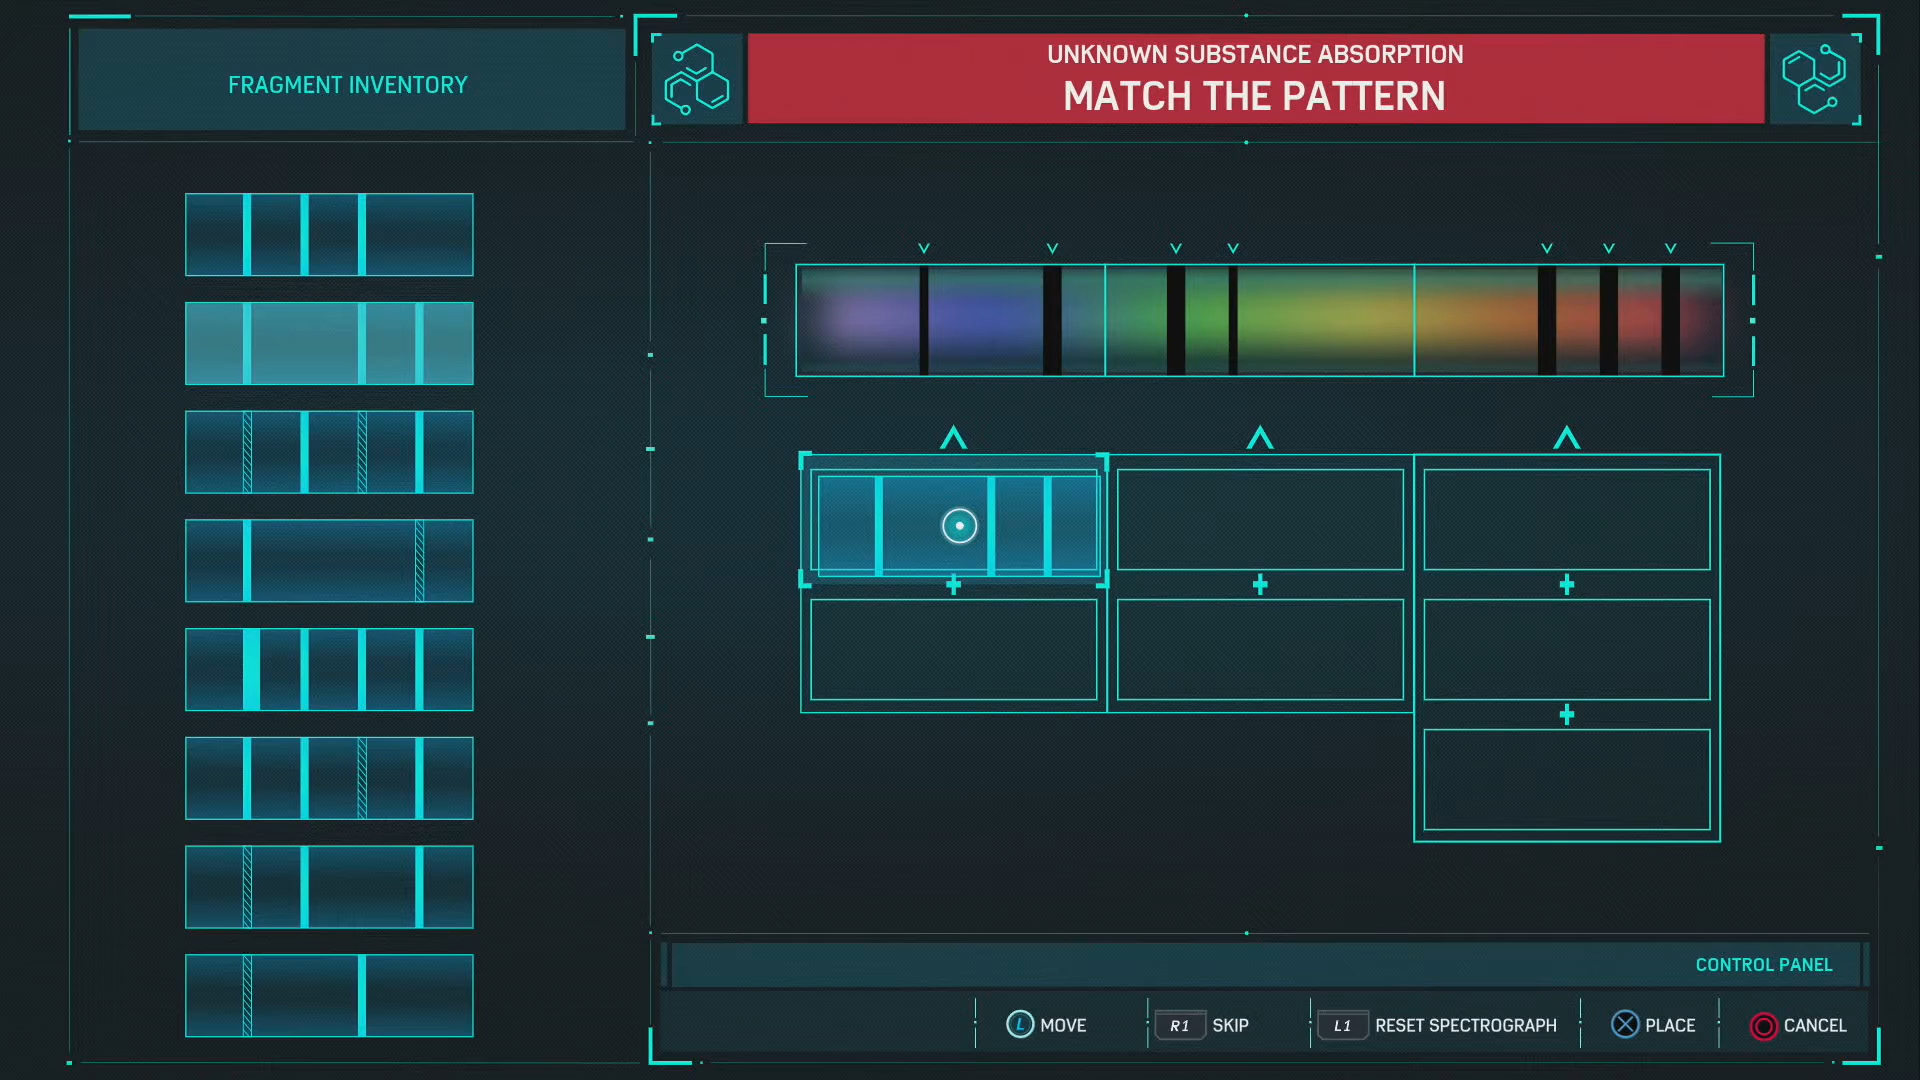 FRAGMENT INVENTORY
UNKNOWN SUBSTANCE ABSORPTION
MATCH THE PATTERN
CONTROL PANEL
L MOVE
R1 SKIP
L1 RESET SPECTROGRAPH
PLACE
CANCEL